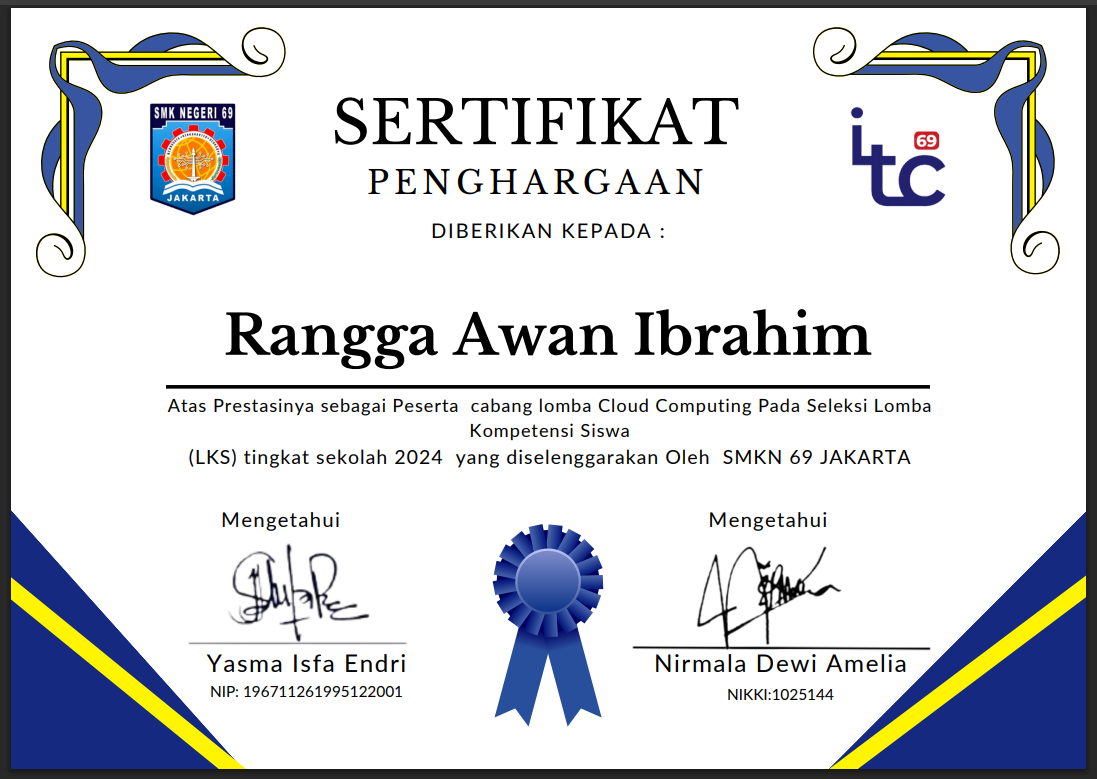 SMK NEGERI 69
JAKARTA
SERTIFIKAT
itc 69
PENGHARGAAN
DIBERIKAN KEPADA :
Rangga Awan Ibrahim
Atas Prestasinya sebagai Peserta cabang lomba Cloud Computing Pada Seleksi Lomba
Kompetensi Siswa
(LKS) tingkat sekolah 2024 yang diselenggarakan Oleh SMKN 69 JAKARTA
Mengetahui
Mengetahui
Yasma Isfa Endri
Nirmala Dewi Amelia
NIP: 196711261995122001
NIKKI:1025144